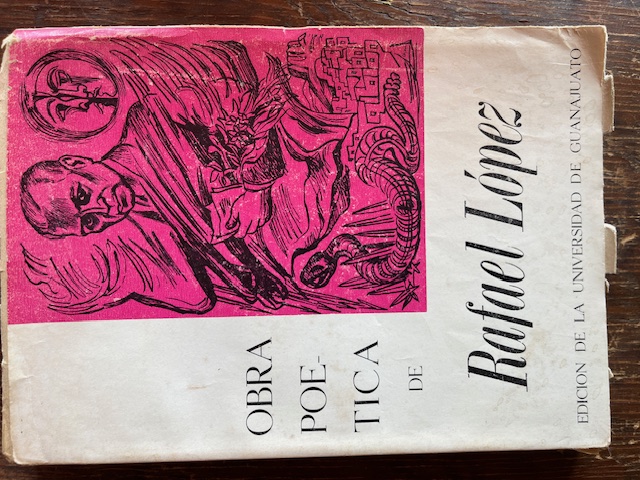 OBRA
POE-
TICA
DE
Rafael López
EDICION DE LA UNIVERSIDAD DE GUANAJUATO